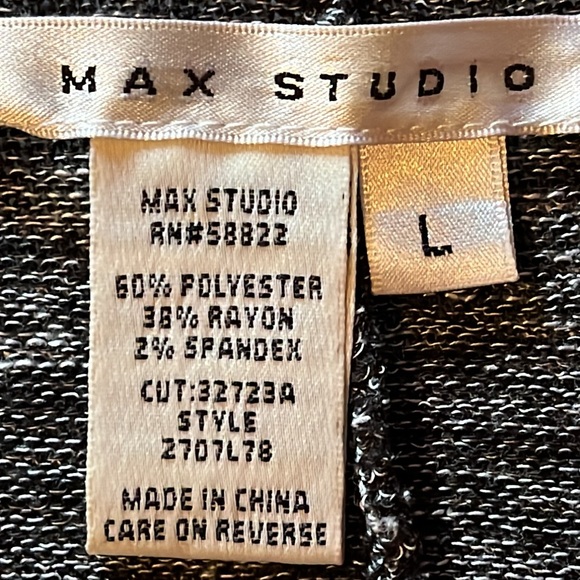 MAX STUDIO
L
MAX STUDIO
RN#58822
60% POLYESTER
38% RAYON
2% SPANDEX
CUT:32723A
STYLE
2707L78
MADE IN CHINA
CARE ON REVERSE